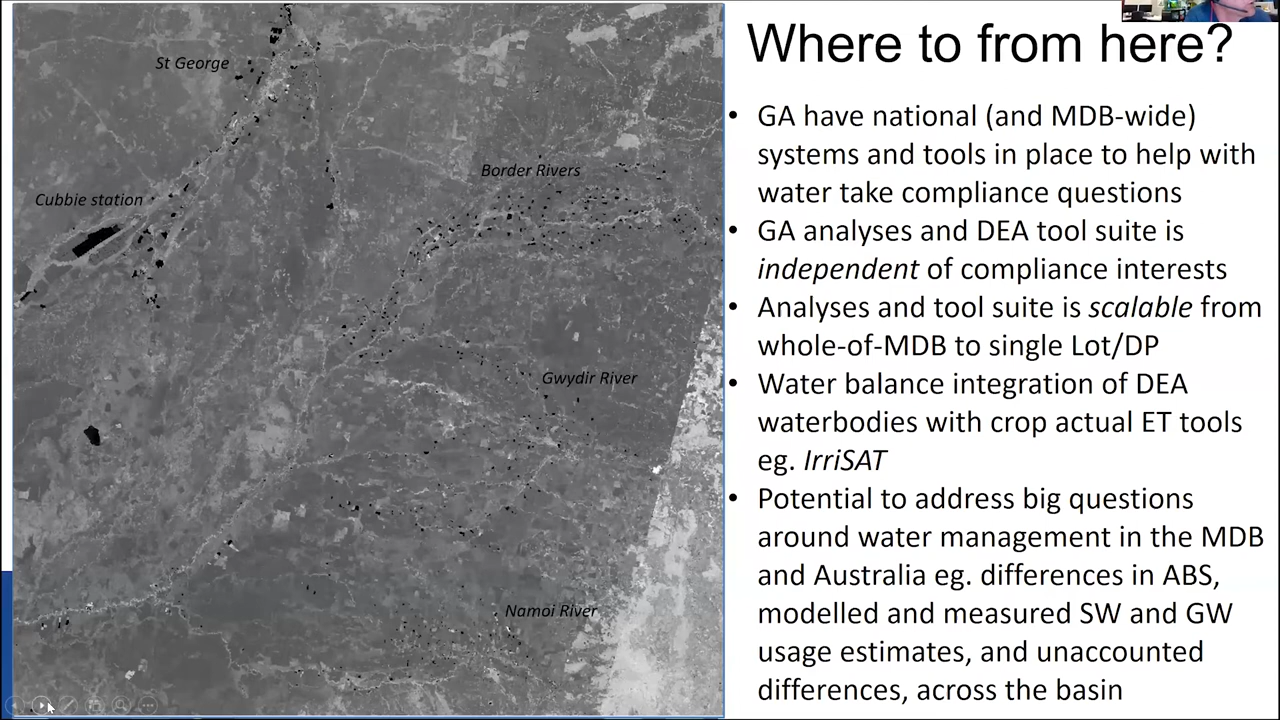 Where to from here?
St George
Cubbie station
Border Rivers
Gwydir River
Namoi River
• GA have national (and MDB-wide)
systems and tools in place to help with
water take compliance questions
• GA analyses and DEA tool suite is
independent of compliance interests
• Analyses and tool suite is scalable from
whole-of-MDB to single Lot/DP
• Water balance integration of DEA
waterbodies with crop actual ET tools
eg. IrriSAT
• Potential to address big questions
around water management in the MDB
and Australia eg. differences in ABS,
modelled and measured SW and GW
usage estimates, and unaccounted
differences, across the basin